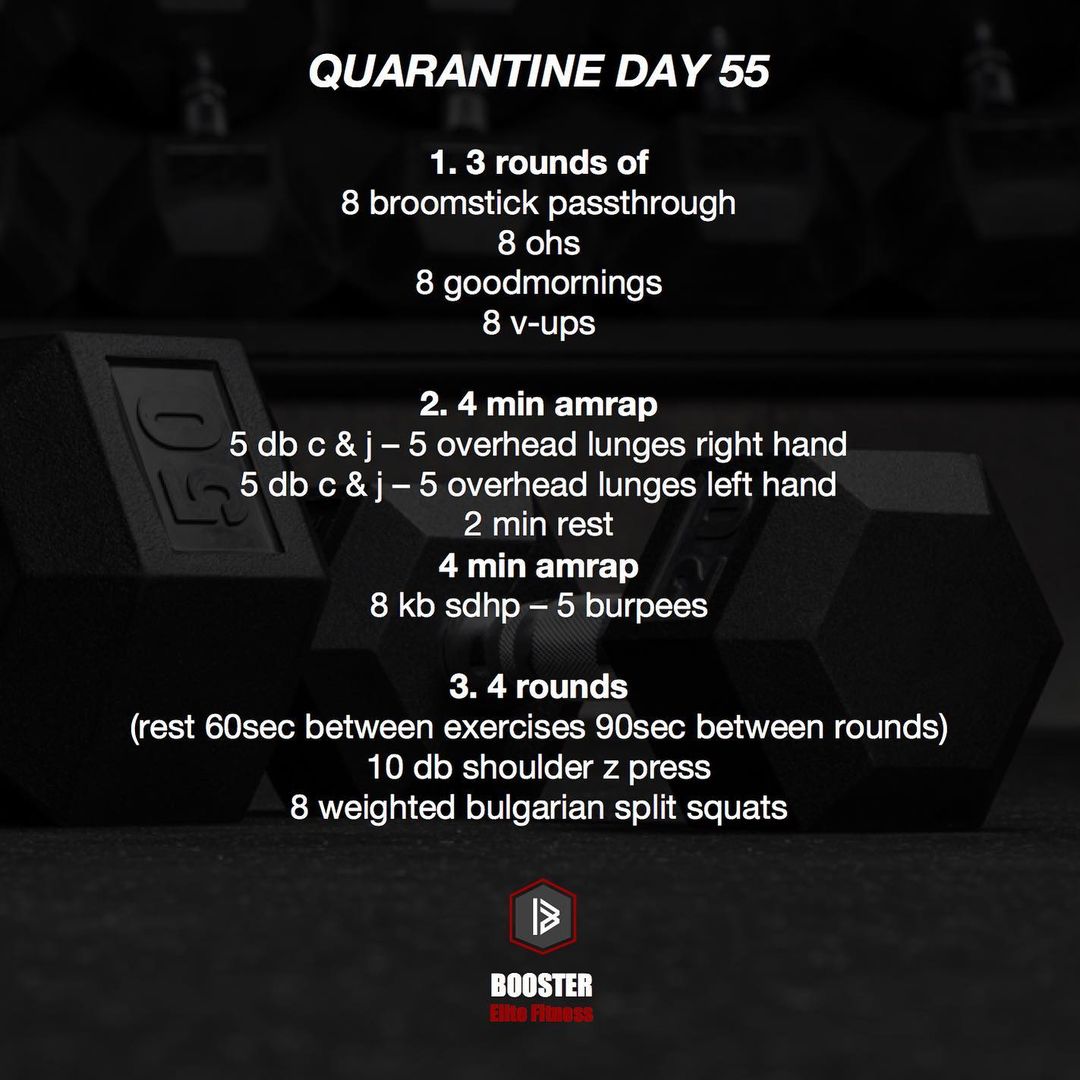 QUARANTINE DAY 55
1. 3 rounds of
8 broomstick passthrough
8 ohs
8 goodmornings
8 v-ups
2. 4 min amrap
5 db c & j – 5 overhead lunges right hand
5 db c & j – 5 overhead lunges left hand
2 min rest
4 min amrap
8 kb sdhp – 5 burpees
3. 4 rounds
(rest 60sec between exercises 90sec between rounds)
10 db shoulder z press
8 weighted bulgarian split squats
50
B
BOOSTER
Elite Fitness